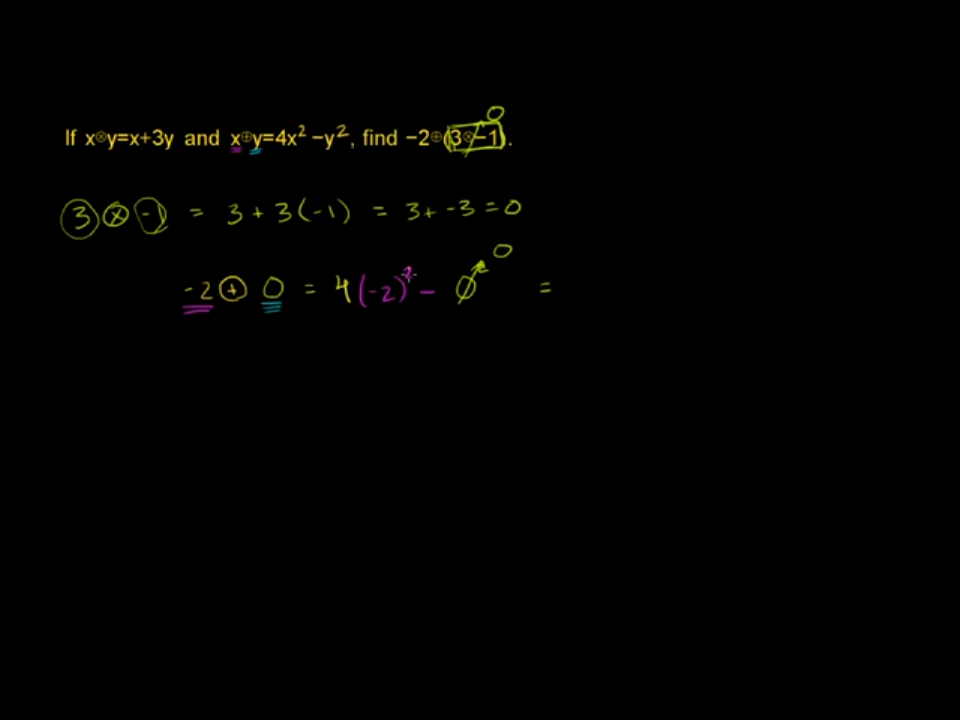 If x⊗y=x+3y and x⊕y=4x²−y², find −2⊕(3⊗−1). 0
3 ⊗ -1 = 3 + 3(-1) = 3 + -3 = 0
-2 ⊕ 0 = 4(-2)² - 0² 0 =